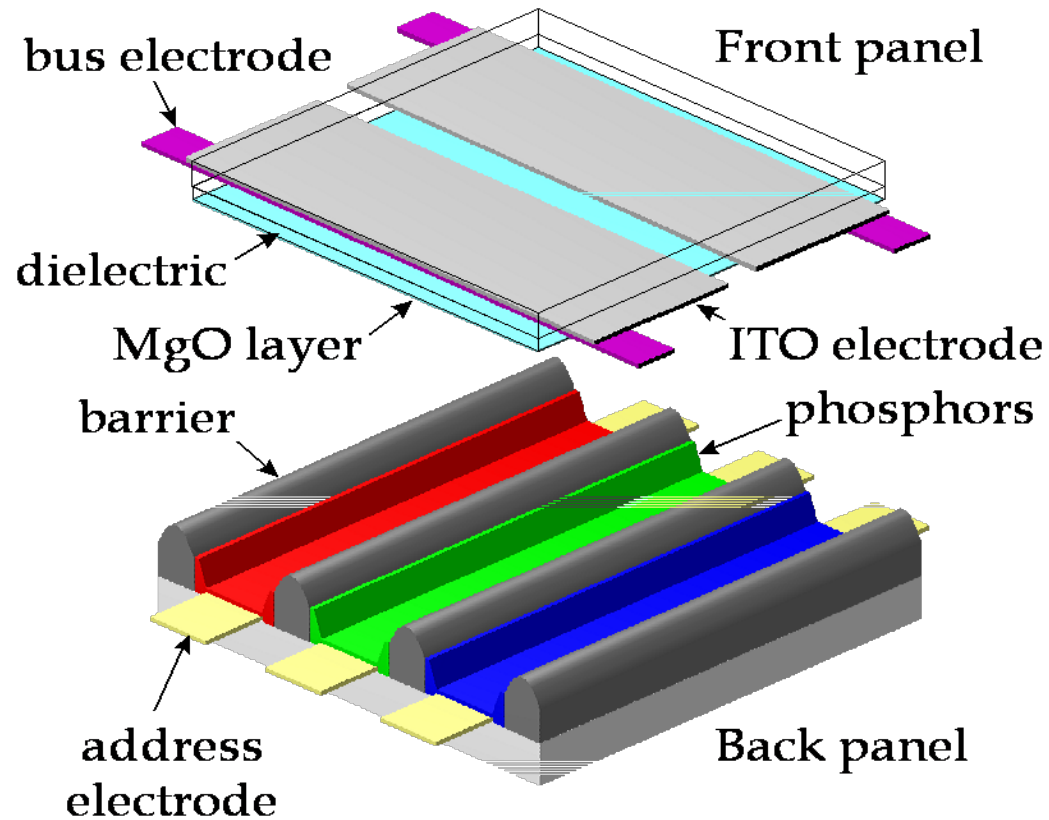 Front panel
bus electrode
dielectric
MgO layer
ITO electrode
barrier
phosphors
address
electrode
Back panel